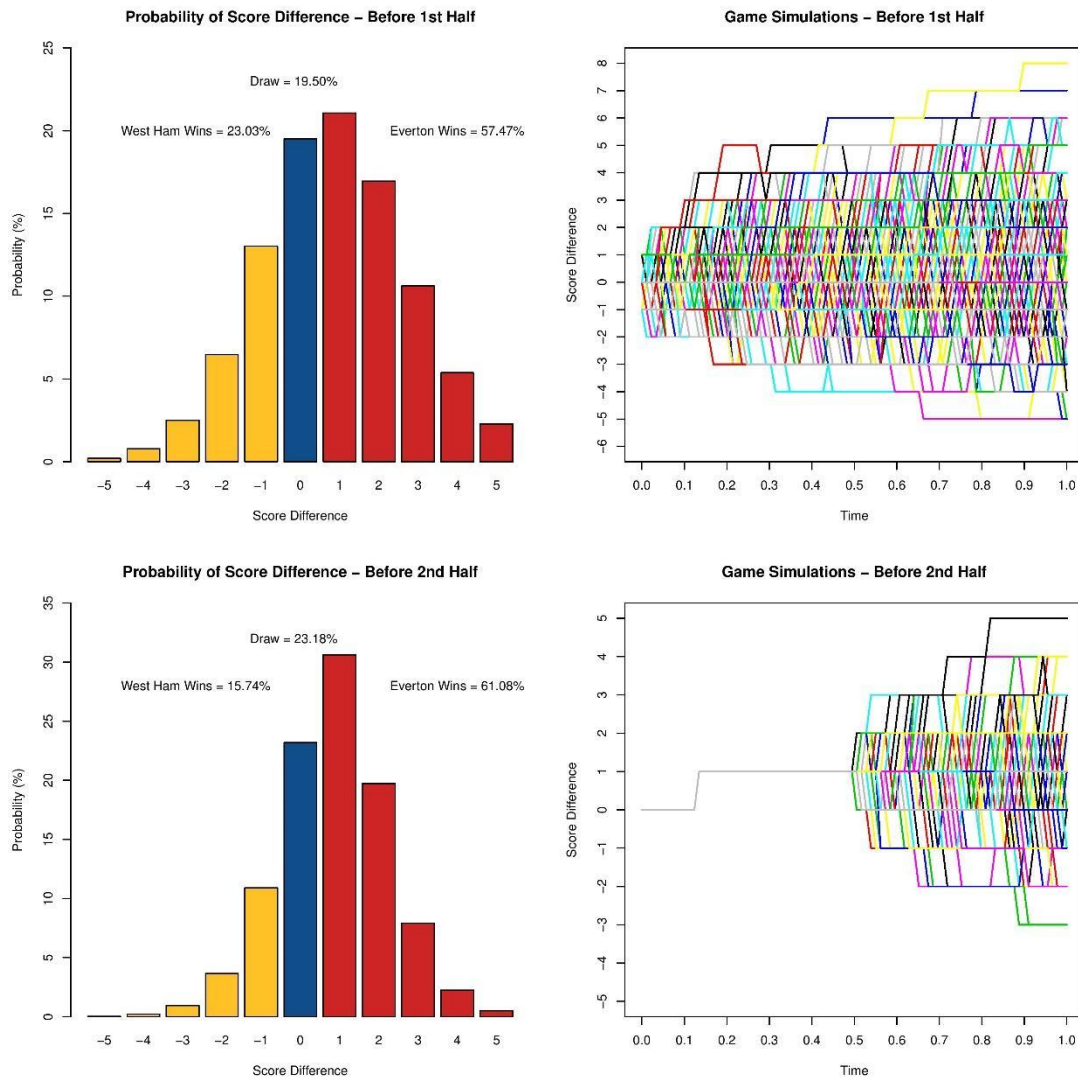 Probability of Score Difference – Before 1st Half
Draw = 19.50%
West Ham Wins = 23.03%
Everton Wins = 57.47%
Probability (%)
0 5 10 15 20 25
−5 −4 −3 −2 −1 0 1 2 3 4 5
Score Difference
Game Simulations – Before 1st Half
Score Difference
−6 −5 −4 −3 −2 −1 0 1 2 3 4 5 6 7 8
0.0 0.1 0.2 0.3 0.4 0.5 0.6 0.7 0.8 0.9 1.0
Time
Probability of Score Difference – Before 2nd Half
Draw = 23.18%
West Ham Wins = 15.74%
Everton Wins = 61.08%
Probability (%)
0 5 10 15 20 25 30 35
−5 −4 −3 −2 −1 0 1 2 3 4 5
Score Difference
Game Simulations – Before 2nd Half
Score Difference
−5 −4 −3 −2 −1 0 1 2 3 4 5
0.0 0.1 0.2 0.3 0.4 0.5 0.6 0.7 0.8 0.9 1.0
Time